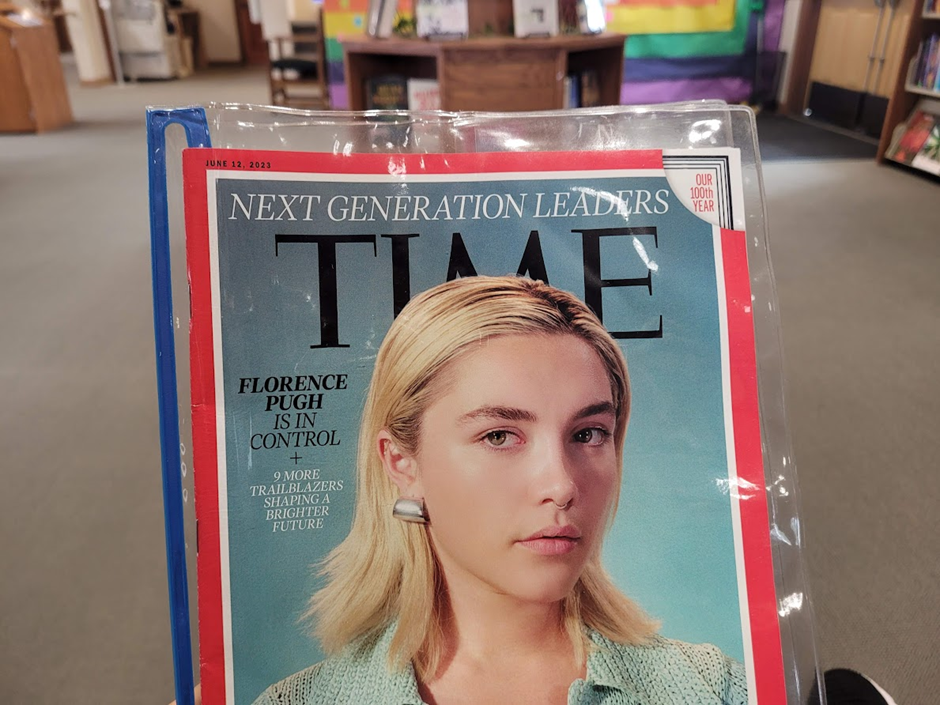 JUNE 12, 2023
OUR
100th
YEAR
NEXT GENERATION LEADERS
TIME
FLORENCE
PUGH
IS IN
CONTROL
+
9 MORE
TRAILBLAZERS
SHAPING A
BRIGHTER
FUTURE